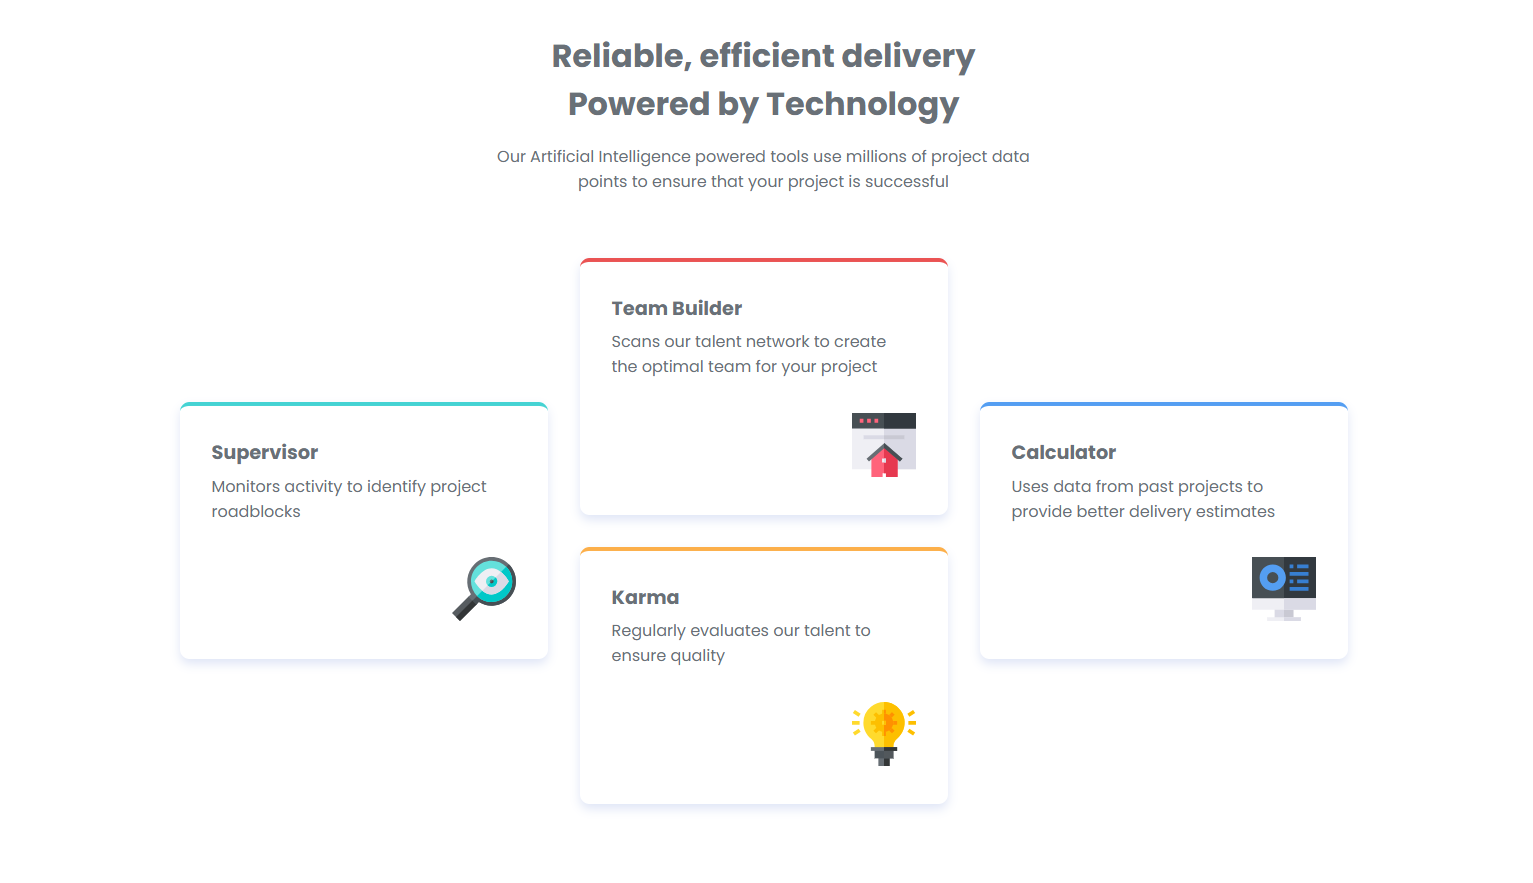 Reliable, efficient delivery
Powered by Technology
Our Artificial Intelligence powered tools use millions of project data
points to ensure that your project is successful
Team Builder
Scans our talent network to create
the optimal team for your project
Supervisor
Monitors activity to identify project
roadblocks
Calculator
Uses data from past projects to
provide better delivery estimates
Karma
Regularly evaluates our talent to
ensure quality